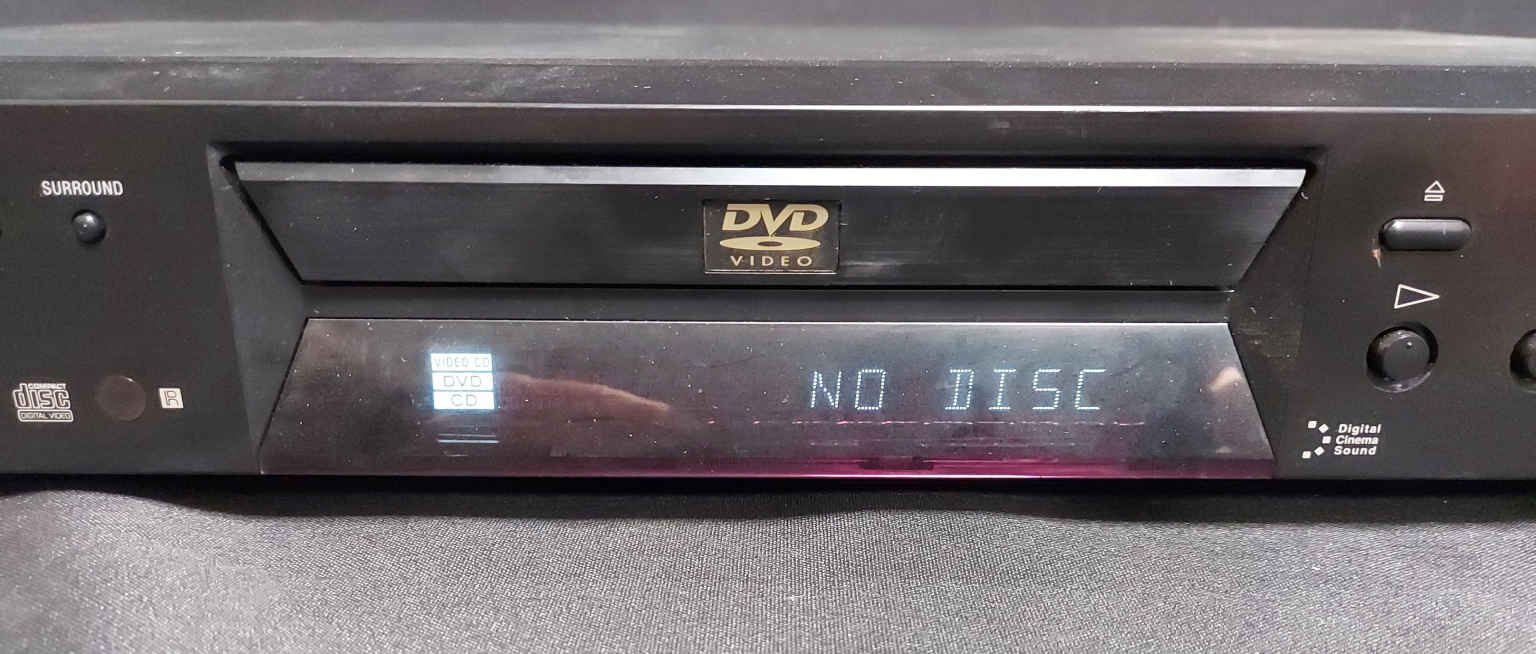 SURROUND
DVD
VIDEO
VIDEO CD
DVD
CD
NO DISC
COMPACT
disc
DIGITAL VIDEO
R
Digital
Cinema
Sound